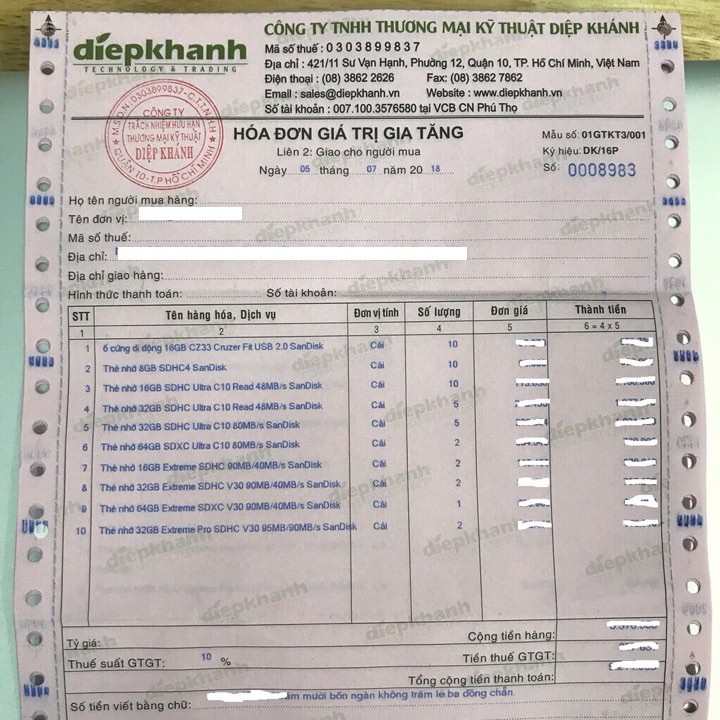 diepkhanh
TECHNOLOGY & TRADING
CÔNG TY TNHH THƯƠNG MẠI KỸ THUẬT DIỆP KHÁNH
Mã số thuế : 0303899837
Địa chỉ : 421/11 Sư Vạn Hạnh, Phường 12, Quận 10, TP. Hồ Chí Minh, Việt Nam
Điện thoại : (08) 3862 2626 Fax: (08) 3862 7862
Email : sales@diepkhanh.vn Website : www.diepkhanh.vn
Số tài khoản : 007.100.3576580 tại VCB CN Phú Thọ
M.S.D.N: 0303899837-C.T.T.N.H.H
CÔNG TY
TRÁCH NHIỆM HỮU HẠN
THƯƠNG MẠI KỸ THUẬT
DIỆP KHÁNH
QUẬN 10-T.P HỒ CHÍ MINH
HÓA ĐƠN GIÁ TRỊ GIA TĂNG
Liên 2: Giao cho người mua
Ngày 05 tháng 07 năm 20 18
Mẫu số: 01GTKT3/001
Ký hiệu: DK/16P
Số: 0008983
Họ tên người mua hàng:
Tên đơn vị:
Mã số thuế:
Địa chỉ:
Địa chỉ giao hàng:
Hình thức thanh toán: Số tài khoản:
STT Tên hàng hóa, Dịch vụ Đơn vị tính Số lượng Đơn giá Thành tiền
1 2 3 4 5 6 = 4 x 5
1 ổ cứng di động 16GB CZ33 Cruzer Fit USB 2.0 SanDisk Cái 10
2 Thẻ nhớ 8GB SDHC4 SanDisk Cái 10
3 Thẻ nhớ 16GB SDHC Ultra C10 Read 48MB/s SanDisk Cái 10
4 Thẻ nhớ 32GB SDHC Ultra C10 Read 48MB/s SanDisk Cái 5
5 Thẻ nhớ 32GB SDHC Ultra C10 80MB/s SanDisk Cái 5
6 Thẻ nhớ 64GB SDXC Ultra C10 80MB/s SanDisk Cái 2
7 Thẻ nhớ 16GB Extreme SDHC 90MB/40MB/s SanDisk Cái 2
8 Thẻ nhớ 32GB Extreme SDHC V30 90MB/40MB/s SanDisk Cái 2
9 Thẻ nhớ 64GB Extreme SDXC V30 90MB/40MB/s SanDisk Cái 1
10 Thẻ nhớ 32GB Extreme Pro SDHC V30 95MB/90MB/s SanDisk Cái 2
Tỷ giá: Cộng tiền hàng:
Thuế suất GTGT: 10 % Tiền thuế GTGT:
Tổng cộng tiền thanh toán:
Số tiền viết bằng chữ: mười bốn ngàn không trăm lẻ ba đồng chẵn.